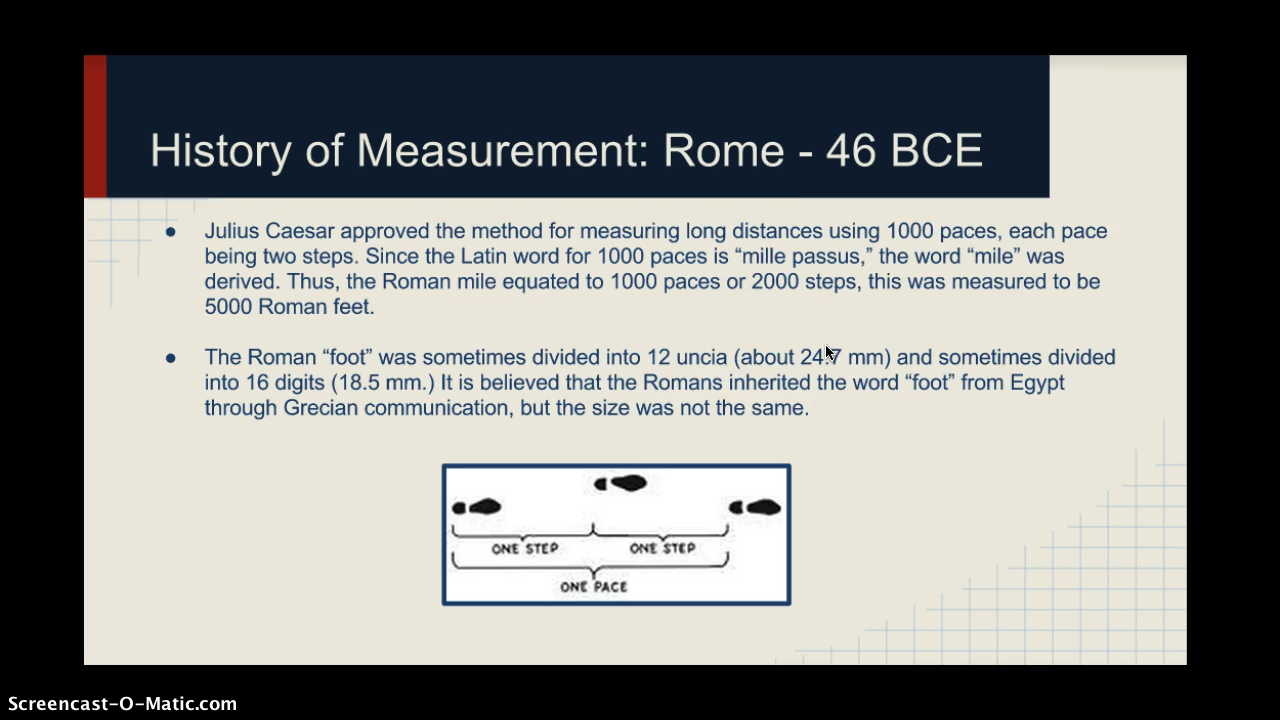 History of Measurement: Rome - 46 BCE
● Julius Caesar approved the method for measuring long distances using 1000 paces, each pace
being two steps. Since the Latin word for 1000 paces is “mille passus,” the word “mile” was
derived. Thus, the Roman mile equated to 1000 paces or 2000 steps, this was measured to be
5000 Roman feet.
● The Roman “foot” was sometimes divided into 12 uncia (about 24.7 mm) and sometimes divided
into 16 digits (18.5 mm.) It is believed that the Romans inherited the word “foot” from Egypt
through Grecian communication, but the size was not the same.
ONE STEP ONE STEP
ONE PACE
Screencast-O-Matic.com